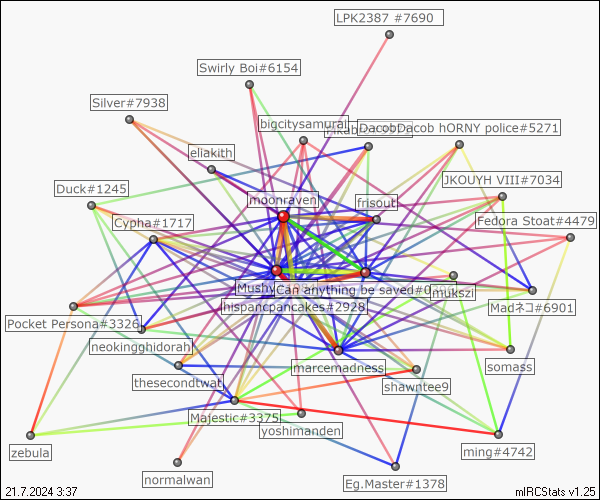 LPK2387 #7690
Swirly Boi#6154
Silver#7938
bigcitysamurai
DacobDacob hORNY police#5271
eliakith
JKOUYH VIII#7034
Duck#1245
moonraven
frisout
Cypha#1717
Fedora Stoat#4479
Mushy
Can anything be saved#0
mukszi
hispancpancakes#2928
Madネコ#6901
Pocket Persona#3326
neokingghidorah
marcemadness
somass
thesecondtwat
shawntee9
Majestic#3375
yoshimanden
zebula
ming#4742
normalwan
Eg.Master#1378
21.7.2024 3:37
mIRCStats v1.25